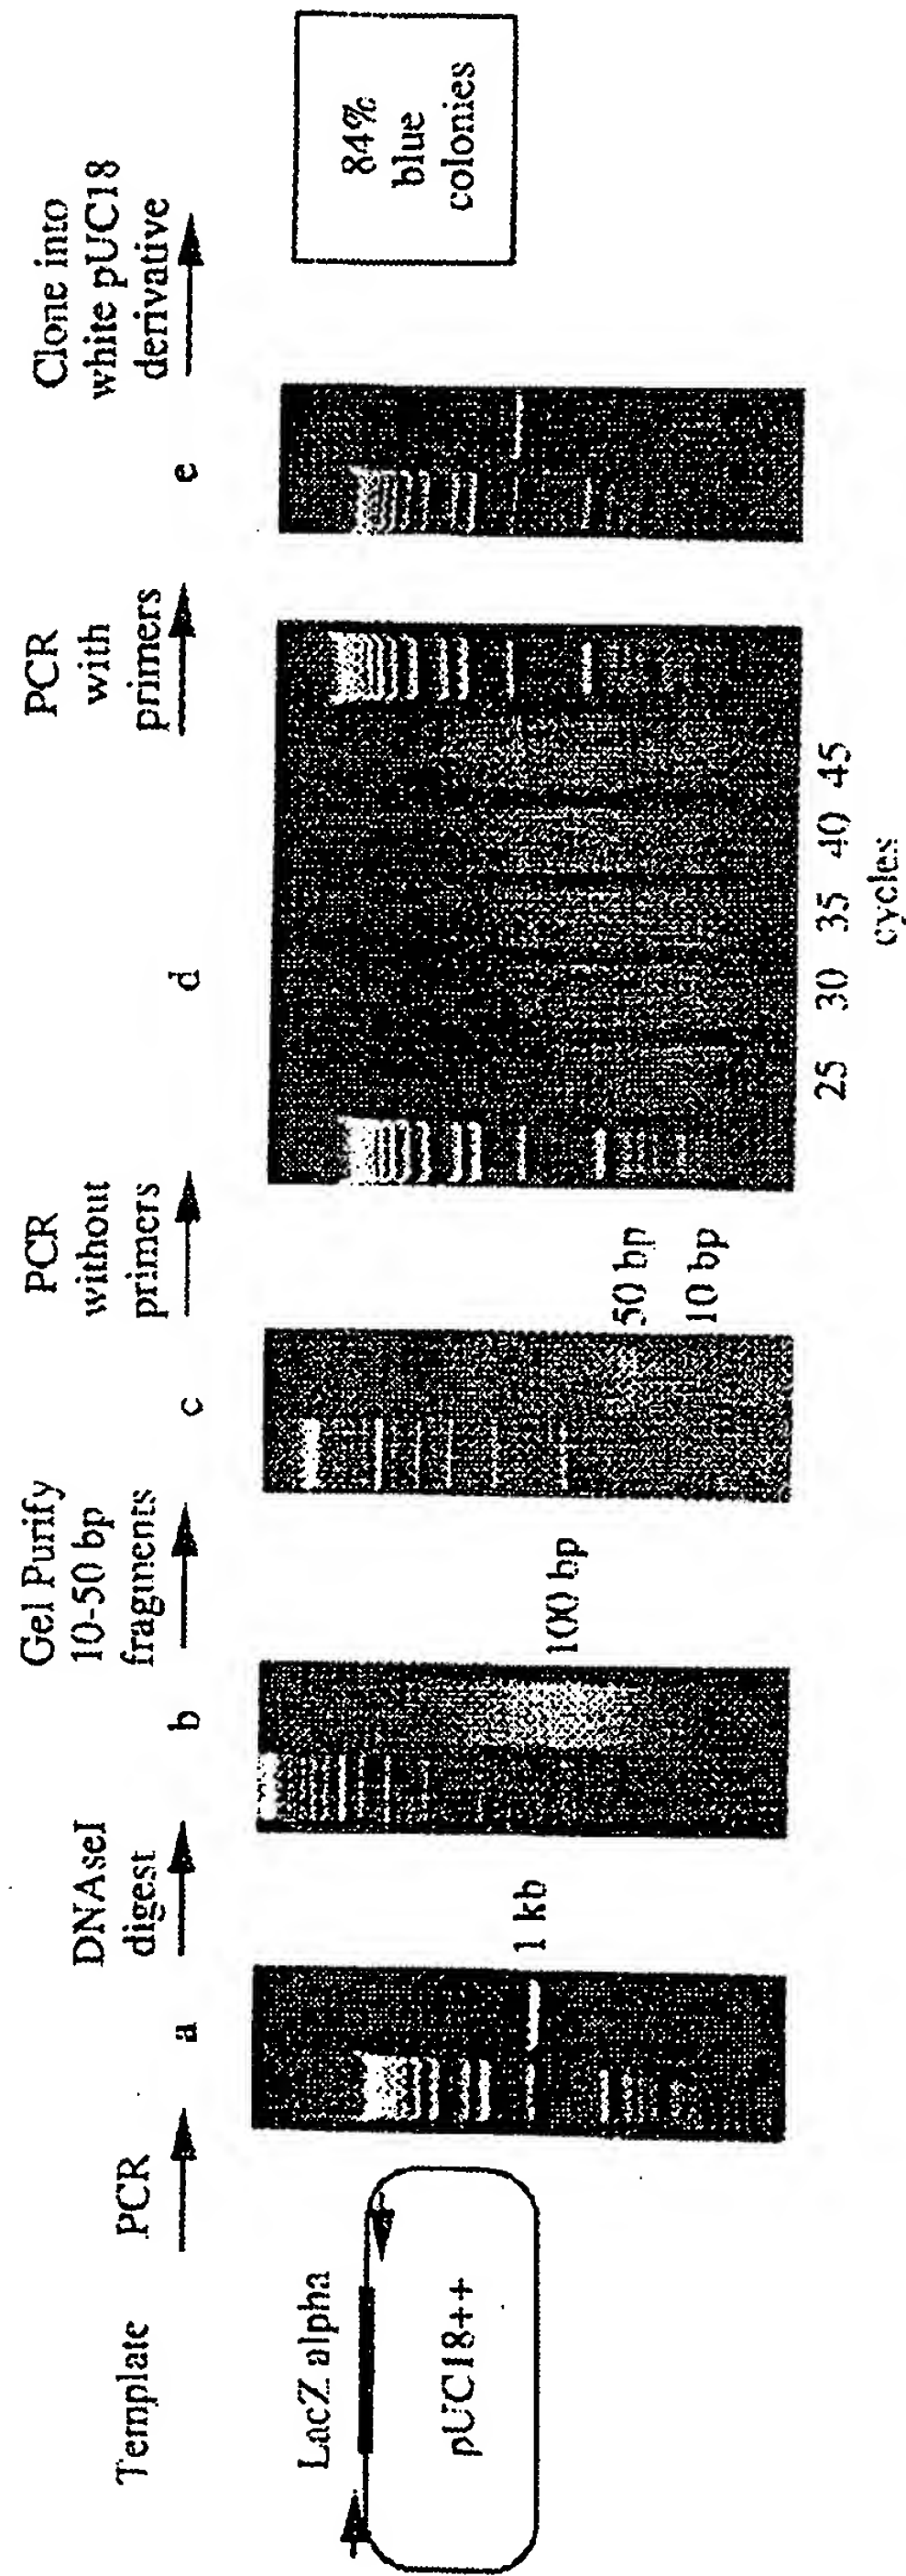 Template
PCR
DNAseI
digest
Gel Purify
10-50 bp
fragments
PCR
without
primers
PCR
with
primers
Clone into
white pUC18
derivative
a
b
c
d
e
LacZ alpha
pUC18++
1 kb
100 bp
50 bp
10 bp
25 30 35 40 45
cycles
84%
blue
colonies